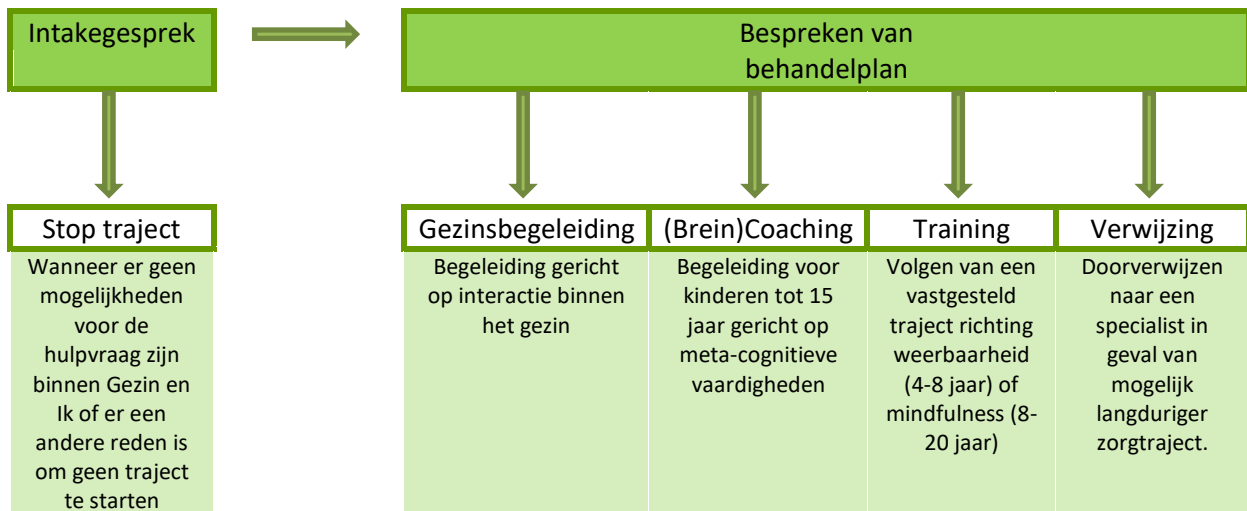 Intakegesprek
Bespreken van
behandelplan
Stop traject
Wanneer er geen
mogelijkheden
voor de
hulpvraag zijn
binnen Gezin en
Ik of er een
andere reden is
om geen traject
te starten
Gezinsbegeleiding
Begeleiding gericht
op interactie binnen
het gezin
(Brein)Coaching
Begeleiding voor
kinderen tot 15
jaar gericht op
meta-cognitieve
vaardigheden
Training
Volgen van een
vastgesteld
traject richting
weerbaarheid
(4-8 jaar) of
mindfulness (8-
20 jaar)
Verwijzing
Doorverwijzen
naar een
specialist in
geval van
mogelijk
langduriger
zorgtraject.